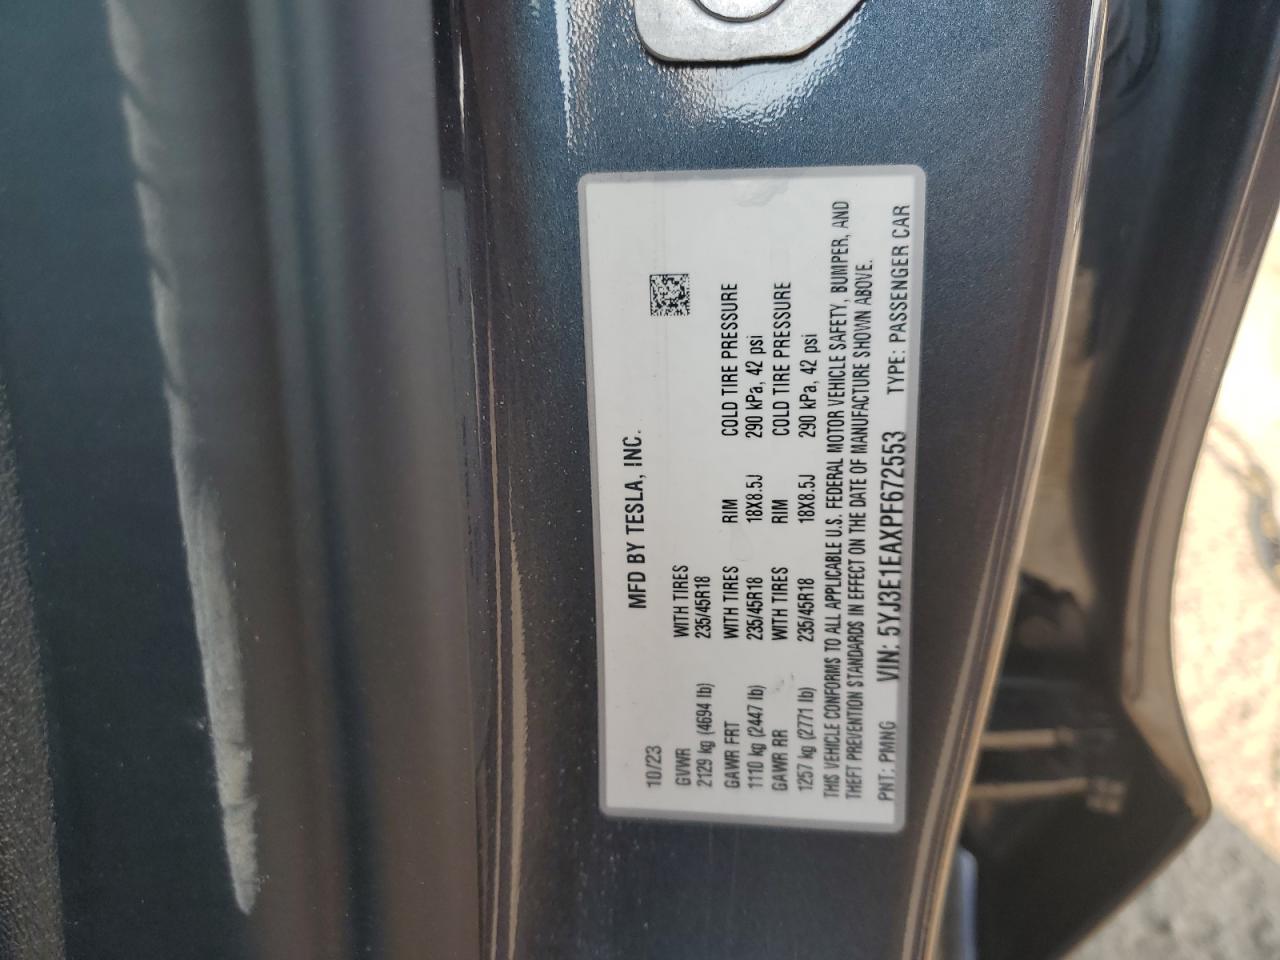 MFD BY TESLA, INC.
10/23
GVWR WITH TIRES
2129 kg (4694 lb) 235/45R18
GAWR FRT WITH TIRES RIM COLD TIRE PRESSURE
1110 kg (2447 lb) 235/45R18 18X8.5J 290 kPa, 42 psi
GAWR RR WITH TIRES RIM COLD TIRE PRESSURE
1257 kg (2771 lb) 235/45R18 18X8.5J 290 kPa, 42 psi
THIS VEHICLE CONFORMS TO ALL APPLICABLE U.S. FEDERAL MOTOR VEHICLE SAFETY, BUMPER, AND
THEFT PREVENTION STANDARDS IN EFFECT ON THE DATE OF MANUFACTURE SHOWN ABOVE.
PNT: PMNG VIN: 5YJ3E1EAXPF672553 TYPE: PASSENGER CAR